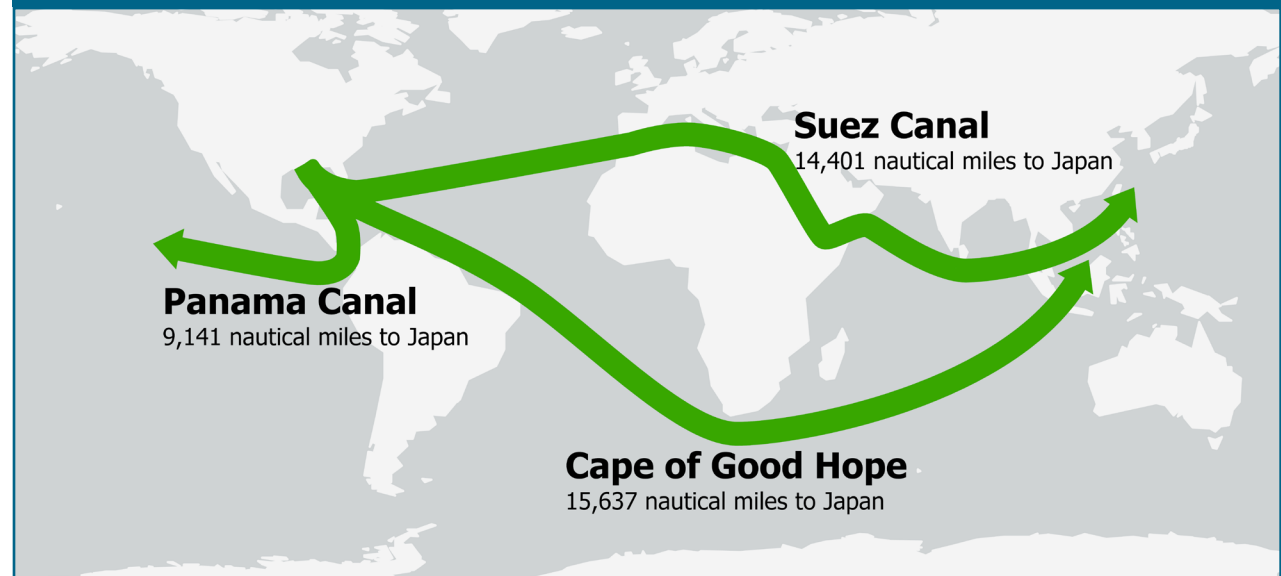 Suez Canal
14,401 nautical miles to Japan
Panama Canal
9,141 nautical miles to Japan
Cape of Good Hope
15,637 nautical miles to Japan